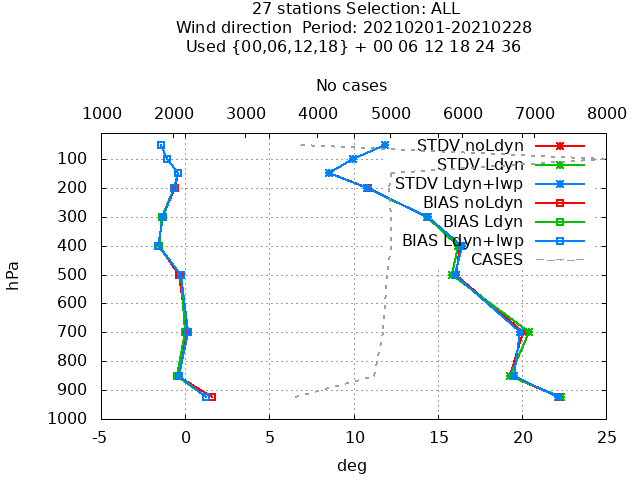 27 stations Selection: ALL
Wind direction  Period: 20210201-20210228
Used {00,06,12,18} + 00 06 12 18 24 36
No cases
1000 2000 3000 4000 5000 6000 7000 8000
STDV noLdyn
STDV Ldyn
STDV Ldyn+lwp
BIAS noLdyn
BIAS Ldyn
BIAS Ldyn+lwp
CASES
hPa
100
200
300
400
500
600
700
800
900
1000
-5 0 5 10 15 20 25
deg